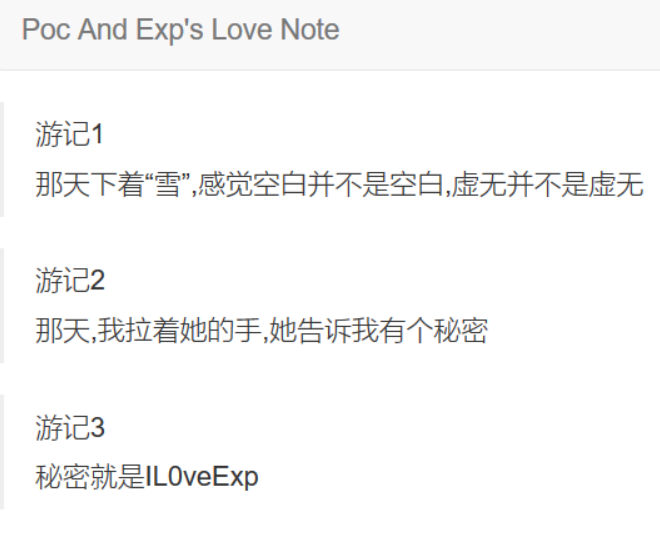 Poc And Exp's Love Note
游记1
那天下着“雪”,感觉空白并不是空白,虚无并不是虚无
游记2
那天,我拉着她的手,她告诉我有个秘密
游记3
秘密就是IL0veExp